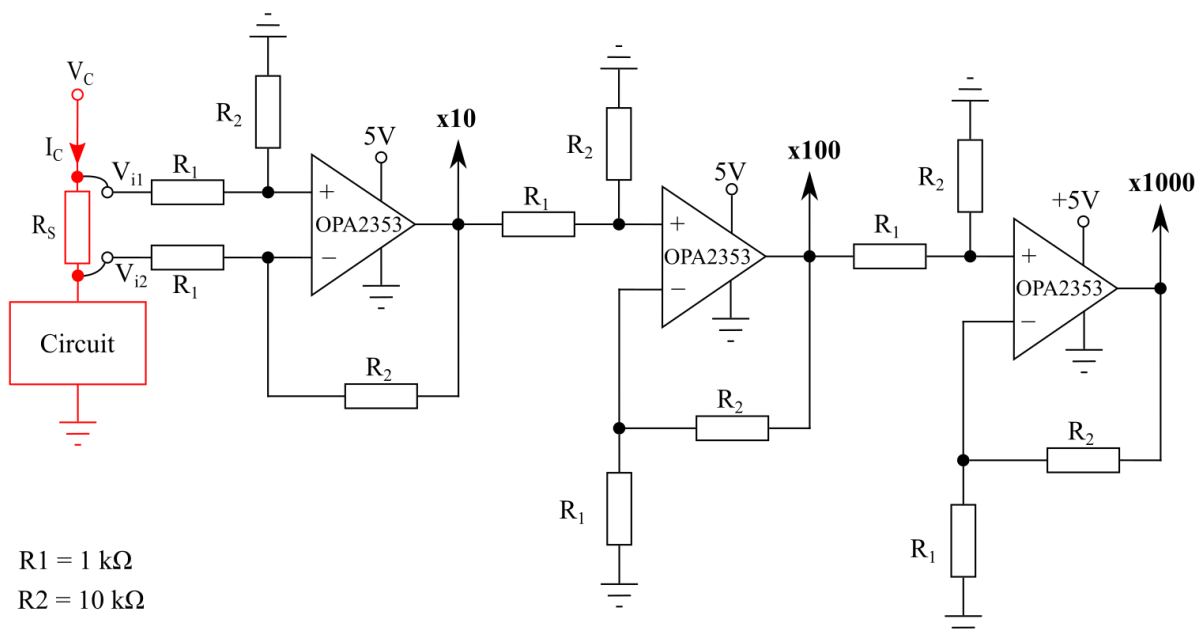 V_C
I_C
V_i1
R_S
V_i2
Circuit
R_1
R_1
R_2
5V
+
OPA2353
−
x10
R_2
R_1
R_2
5V
+
OPA2353
−
x100
R_2
R_1
R_1
R_2
+5V
+
OPA2353
−
x1000
R_2
R_1
R1 = 1 kΩ
R2 = 10 kΩ